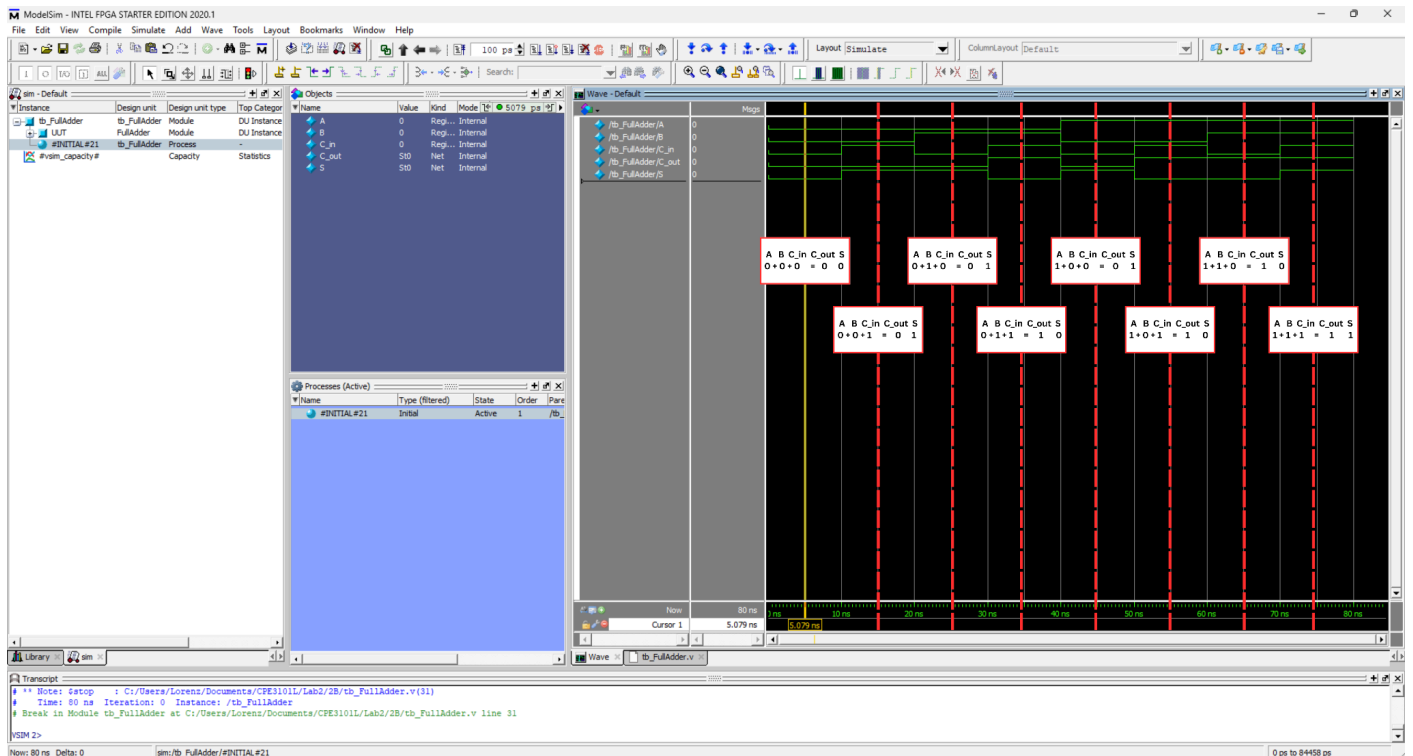 ModelSim - INTEL FPGA STARTER EDITION 2020.1
File Edit View Compile Simulate Add Wave Tools Layout Bookmarks Window Help
100 ps
Layout Simulate
ColumnLayout Default
Search:
sim - Default
Instance Design unit Design unit type Top Categor
tb_FullAdder tb_FullAdder Module DU Instance
UUT FullAdder Module DU Instance
#INITIAL#21 tb_FullAdder Process -
#vsim_capacity# Capacity Statistics
Objects
Name Value Kind Mode 5079 ps
A 0 Regi... Internal
B 0 Regi... Internal
C_in 0 Regi... Internal
C_out St0 Net Internal
S St0 Net Internal
Processes (Active)
Name Type (filtered) State Order Pare
#INITIAL#21 Initial Active 1 /tb_
Wave - Default
Msgs
/tb_FullAdder/A 0
/tb_FullAdder/B 0
/tb_FullAdder/C_in 0
/tb_FullAdder/C_out 0
/tb_FullAdder/S 0
A B C_in C_out S
0+0+0 = 0 0
A B C_in C_out S
0+1+0 = 0 1
A B C_in C_out S
1+0+0 = 0 1
A B C_in C_out S
1+1+0 = 1 0
A B C_in C_out S
0+0+1 = 0 1
A B C_in C_out S
0+1+1 = 1 0
A B C_in C_out S
1+0+1 = 1 0
A B C_in C_out S
1+1+1 = 1 1
Now 80 ns
ns 10 ns 20 ns 30 ns 40 ns 50 ns 60 ns 70 ns 80 ns
Cursor 1 5.079 ns 5.079 ns
Library sim
Wave tb_FullAdder.v
Transcript
# ** Note: $stop : C:/Users/Lorenz/Documents/CPE3101L/Lab2/2B/tb_FullAdder.v(31)
# Time: 80 ns Iteration: 0 Instance: /tb_FullAdder
# Break in Module tb_FullAdder at C:/Users/Lorenz/Documents/CPE3101L/Lab2/2B/tb_FullAdder.v line 31
VSIM 2>
Now: 80 ns Delta: 0 sim:/tb_FullAdder/#INITIAL#21 0 ps to 84458 ps